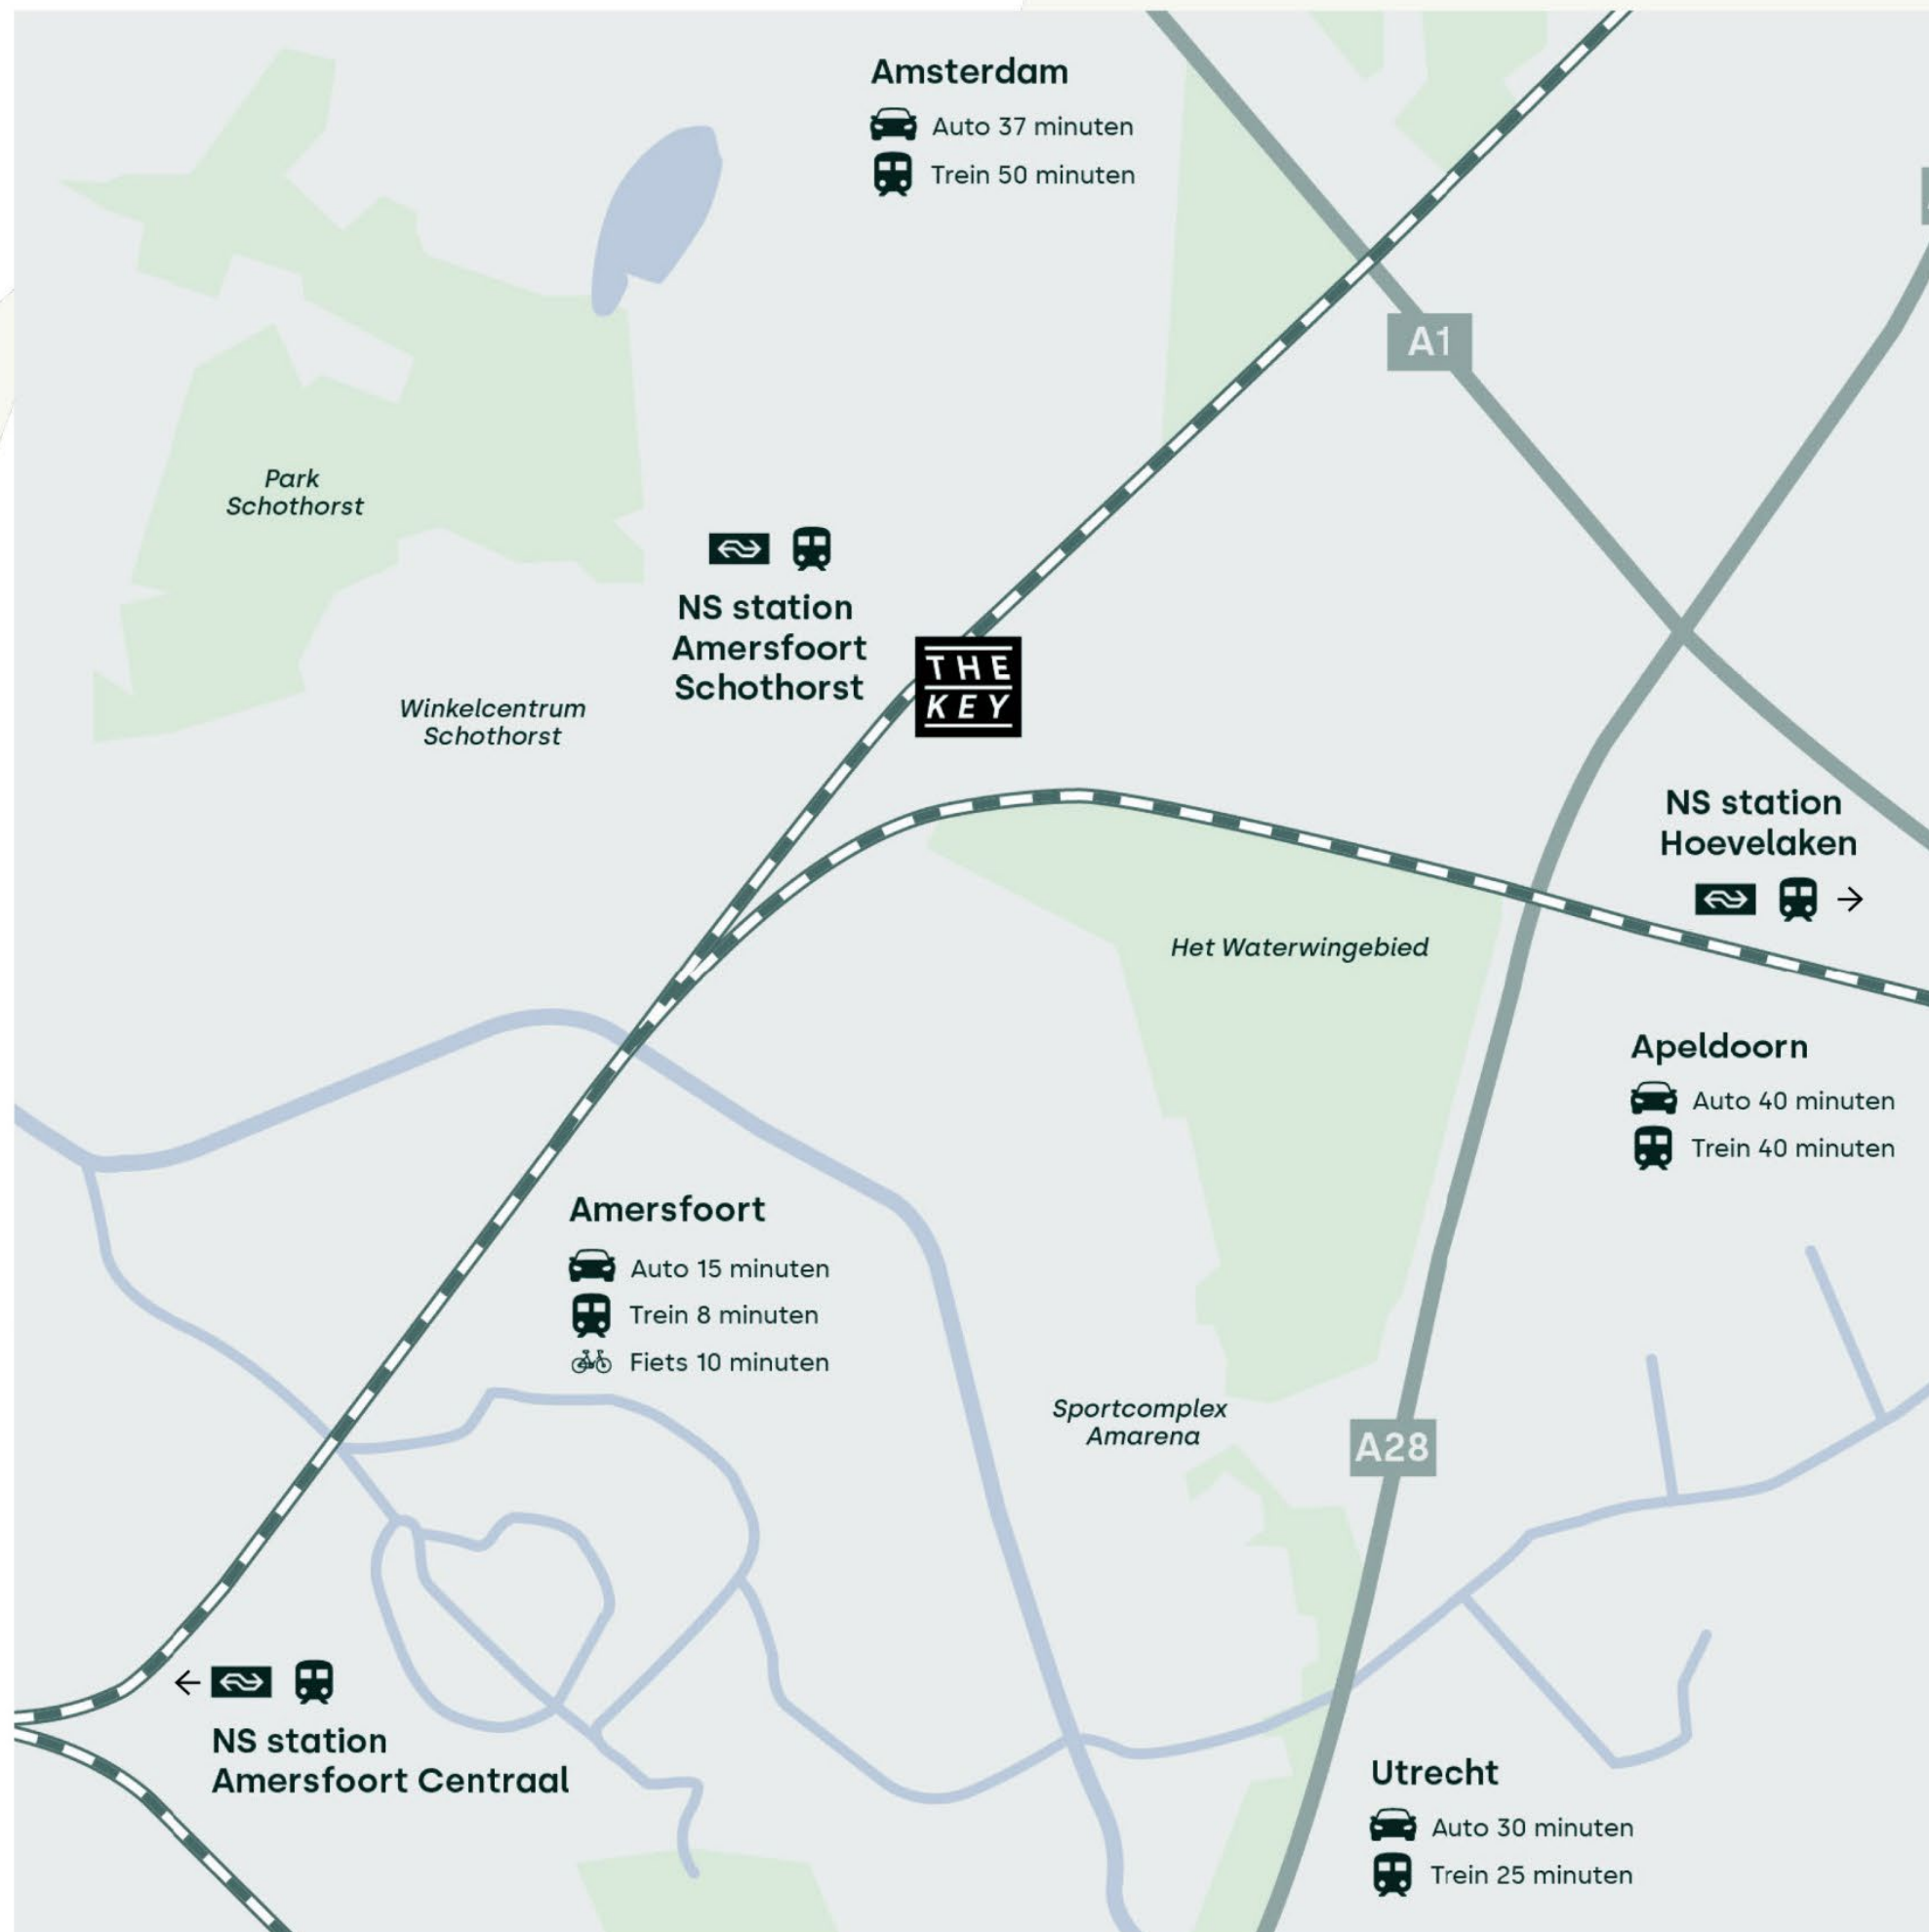 Amsterdam
Auto 37 minuten
Trein 50 minuten
A1
Park
Schothorst
NS station
Amersfoort
Schothorst
THE
KEY
Winkelcentrum
Schothorst
NS station
Hoevelaken
Het Waterwingebied
Apeldoorn
Auto 40 minuten
Trein 40 minuten
Amersfoort
Auto 15 minuten
Trein 8 minuten
Fiets 10 minuten
Sportcomplex
Amarena
A28
NS station
Amersfoort Centraal
Utrecht
Auto 30 minuten
Trein 25 minuten